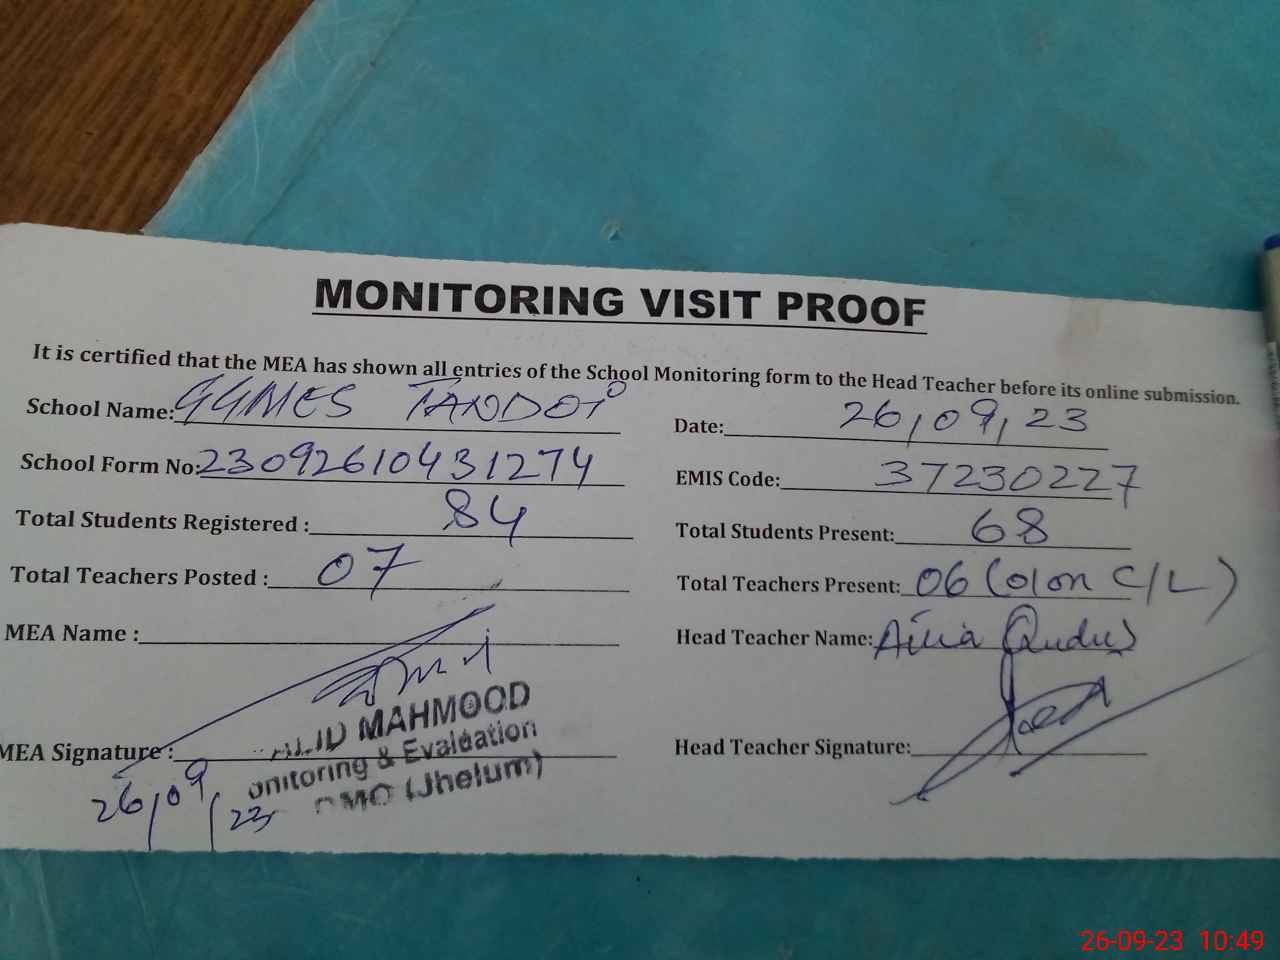 MONITORING VISIT PROOF
It is certified that the MEA has shown all entries of the School Monitoring form to the Head Teacher before its online submission.
School Name: GGMES TANDOI
Date: 26,09,23
School Form No: 23092610431274
EMIS Code: 37230227
Total Students Registered : 84
Total Students Present: 68
Total Teachers Posted : 07
Total Teachers Present: 06 (01 on C/L)
MEA Name :
Head Teacher Name:
MEA Signature :
Head Teacher Signature:
MAHMOOD
onitoring & Evaluation
(Jhelum)
26/09/23
26-09-23 10:49